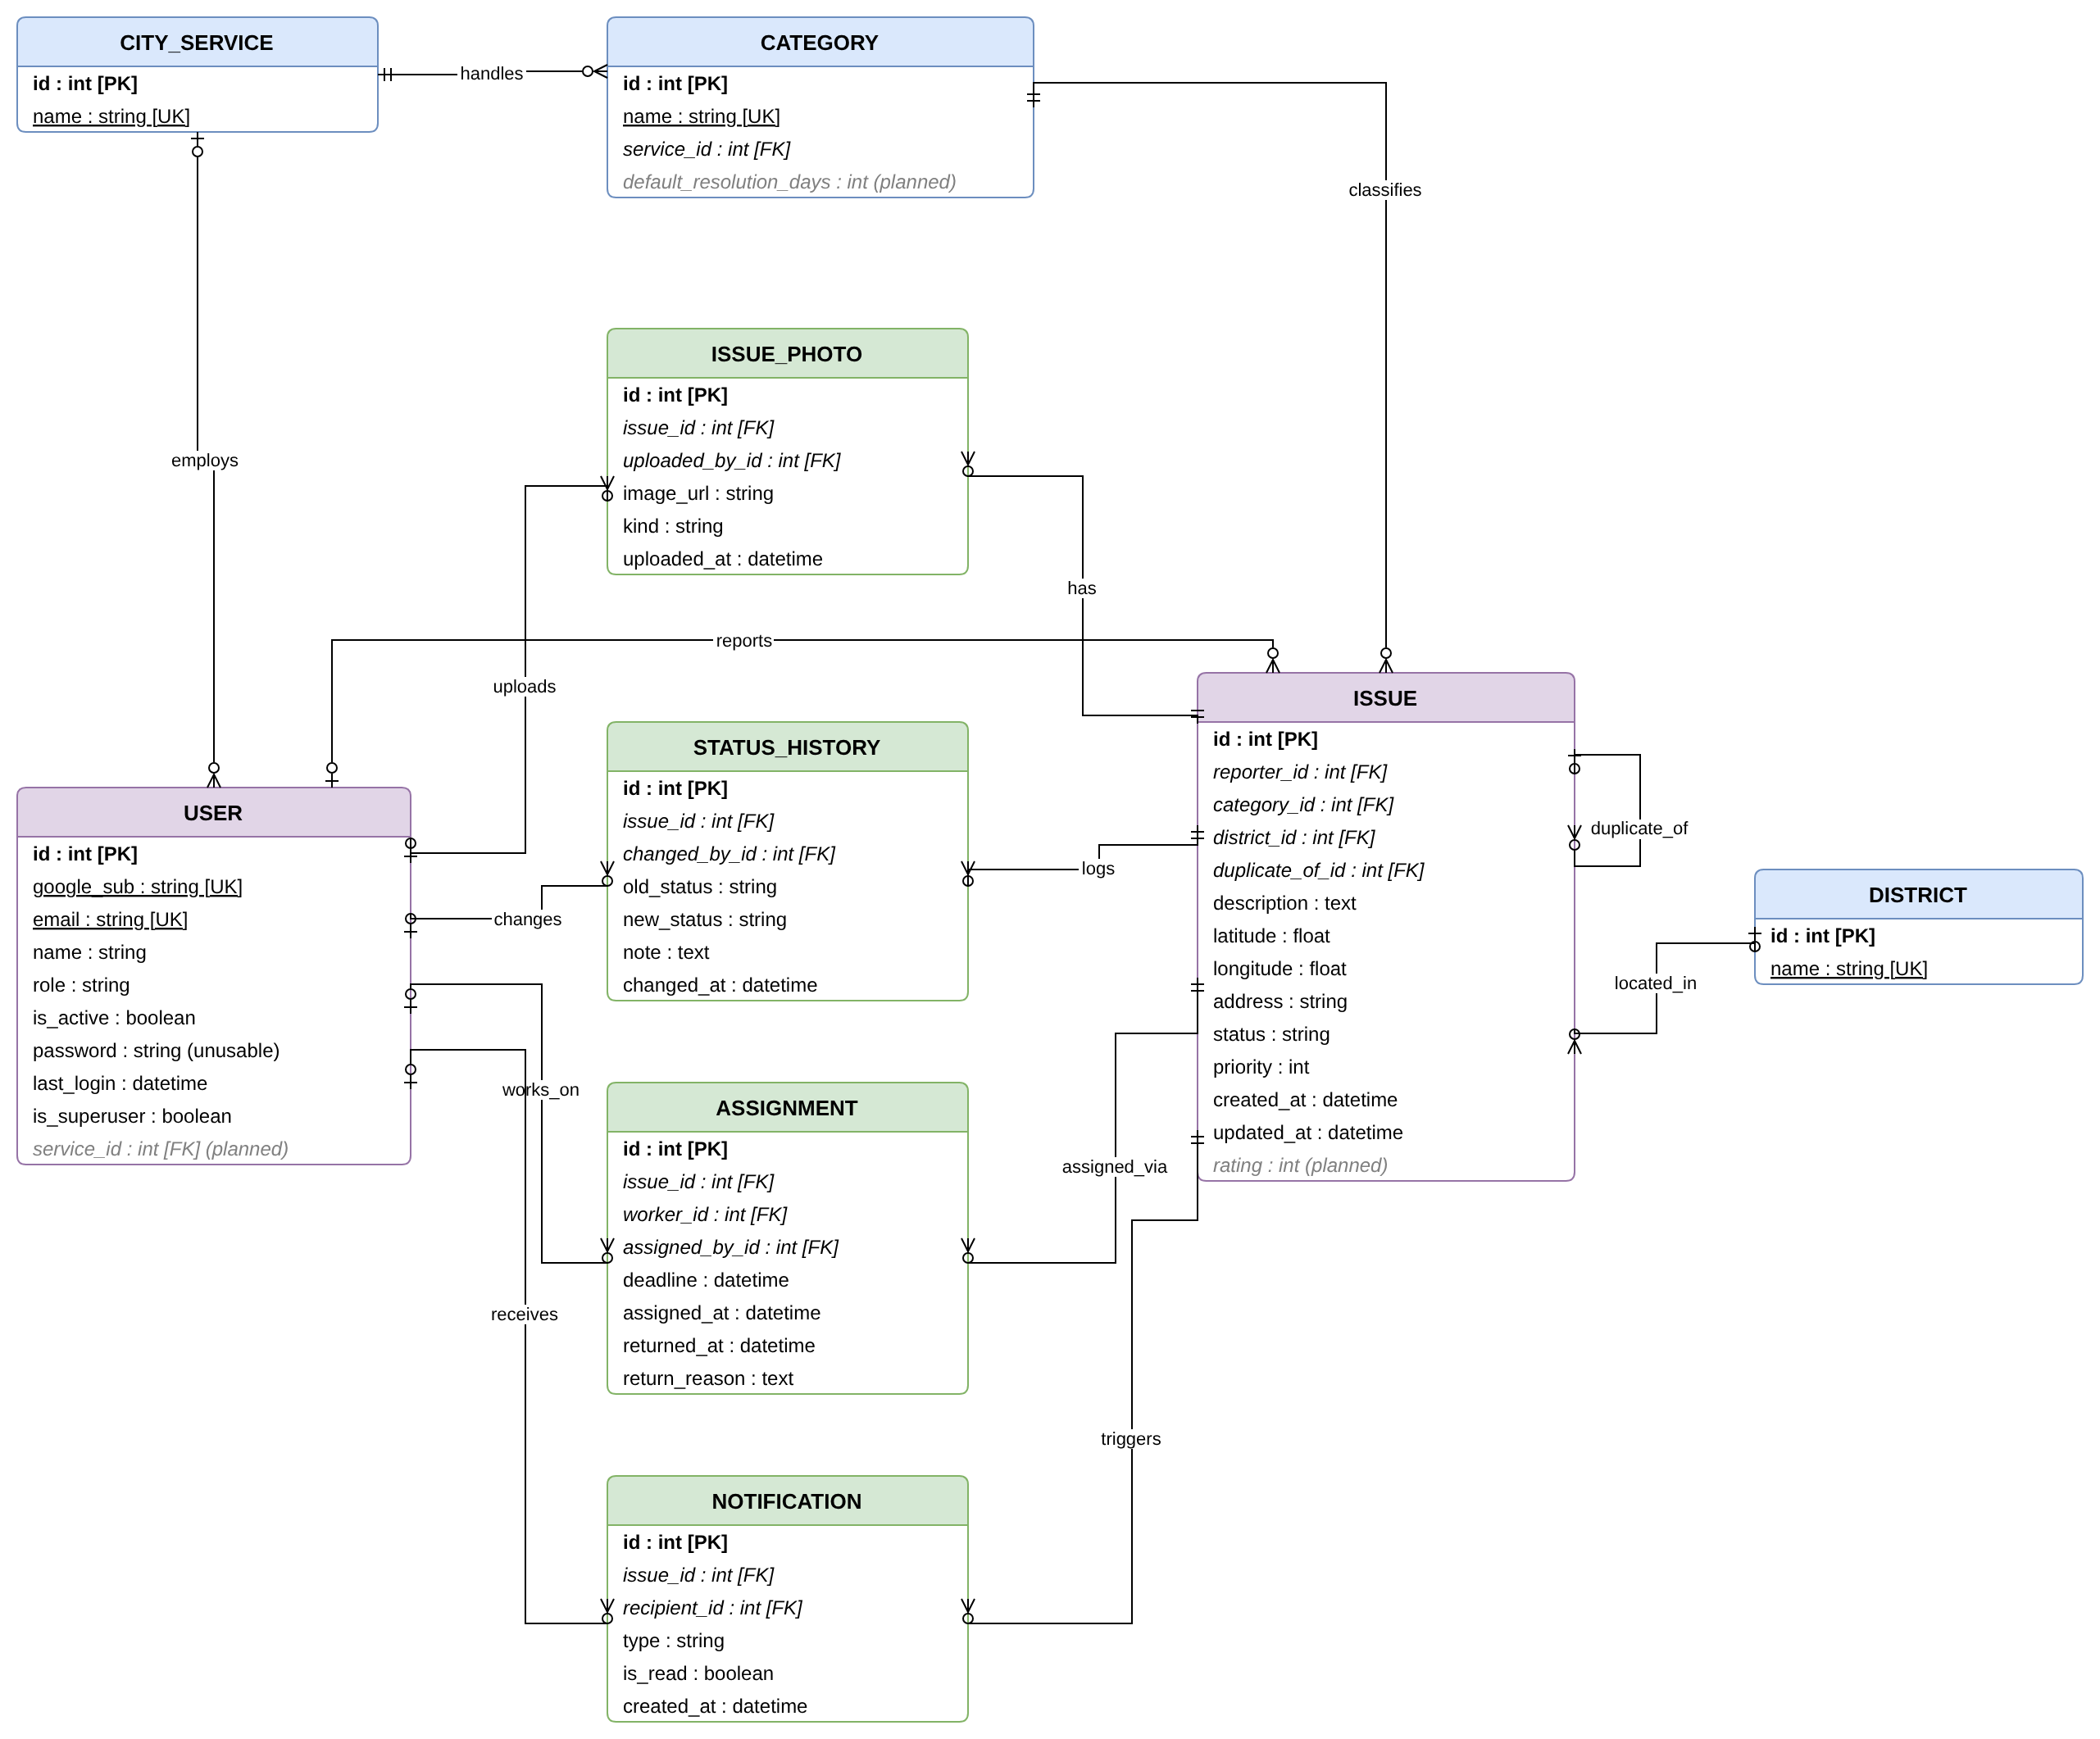 CITY_SERVICE
id : int [PK]
name : string [UK]
handles
CATEGORY
id : int [PK]
name : string [UK]
service_id : int [FK]
default_resolution_days : int (planned)
classifies
employs
ISSUE_PHOTO
id : int [PK]
issue_id : int [FK]
uploaded_by_id : int [FK]
image_url : string
kind : string
uploaded_at : datetime
has
reports
uploads
USER
id : int [PK]
google_sub : string [UK]
email : string [UK]
name : string
role : string
is_active : boolean
password : string (unusable)
last_login : datetime
is_superuser : boolean
service_id : int [FK] (planned)
changes
works_on
receives
STATUS_HISTORY
id : int [PK]
issue_id : int [FK]
changed_by_id : int [FK]
old_status : string
new_status : string
note : text
changed_at : datetime
logs
ISSUE
id : int [PK]
reporter_id : int [FK]
category_id : int [FK]
district_id : int [FK]
duplicate_of_id : int [FK]
description : text
latitude : float
longitude : float
address : string
status : string
priority : int
created_at : datetime
updated_at : datetime
rating : int (planned)
duplicate_of
located_in
DISTRICT
id : int [PK]
name : string [UK]
ASSIGNMENT
id : int [PK]
issue_id : int [FK]
worker_id : int [FK]
assigned_by_id : int [FK]
deadline : datetime
assigned_at : datetime
returned_at : datetime
return_reason : text
assigned_via
triggers
NOTIFICATION
id : int [PK]
issue_id : int [FK]
recipient_id : int [FK]
type : string
is_read : boolean
created_at : datetime